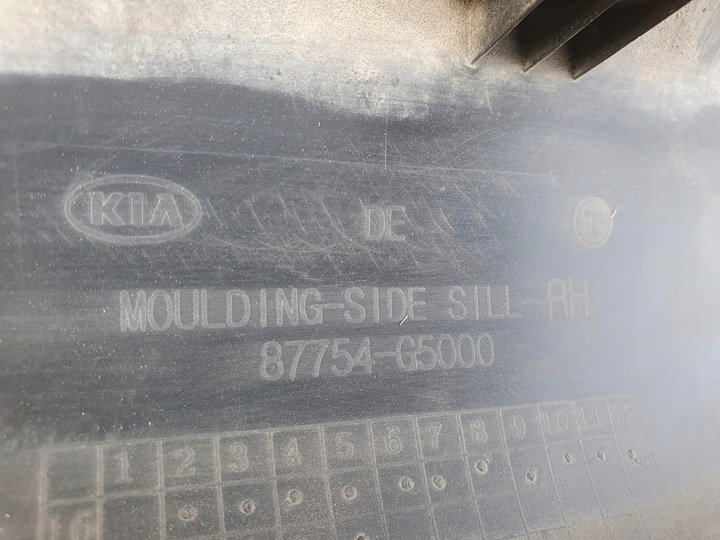 KIA DE
MOULDING-SIDE SILL-RH
87754-G5000
1 2 3 4 5 6 7 8 9 10 11 12
16